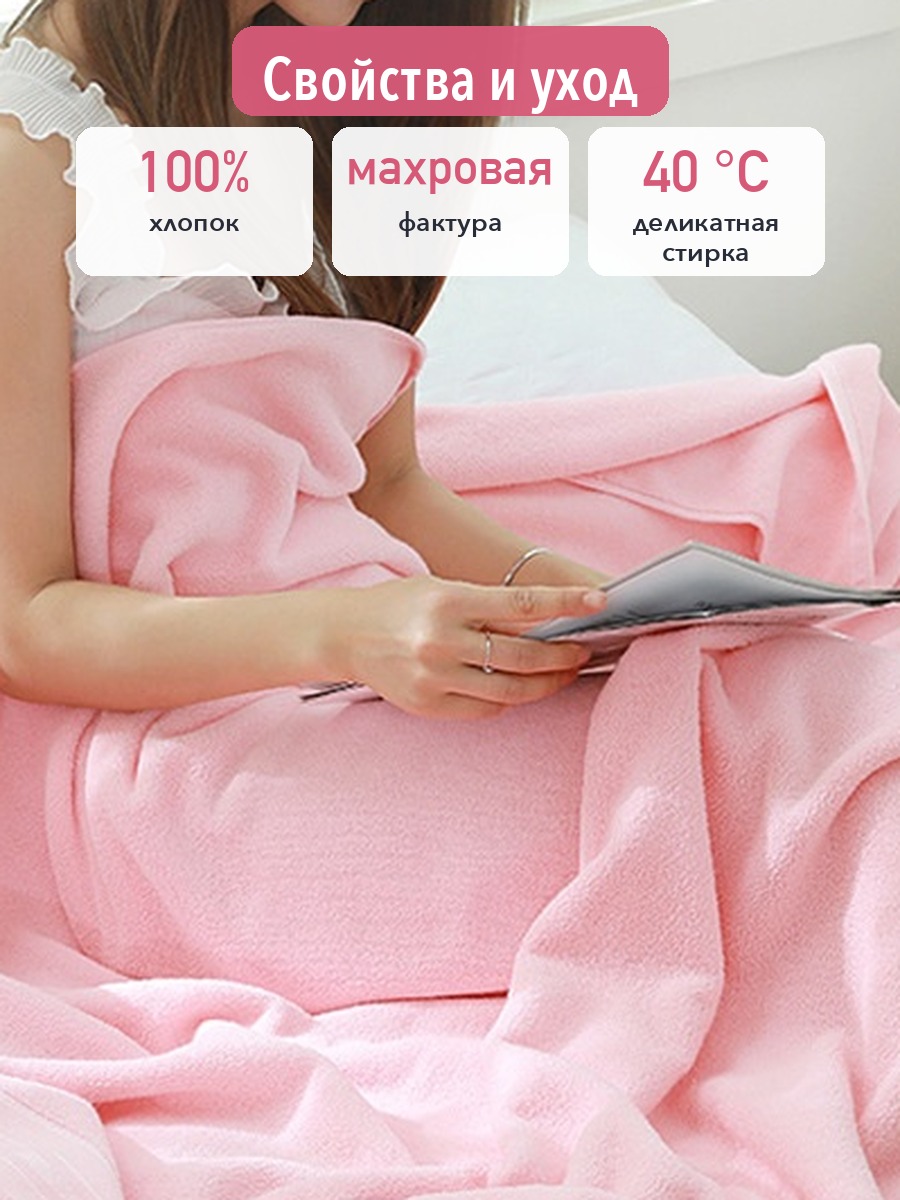 Свойства и уход
100%
хлопок
махровая
фактура
40 °C
деликатная
стирка